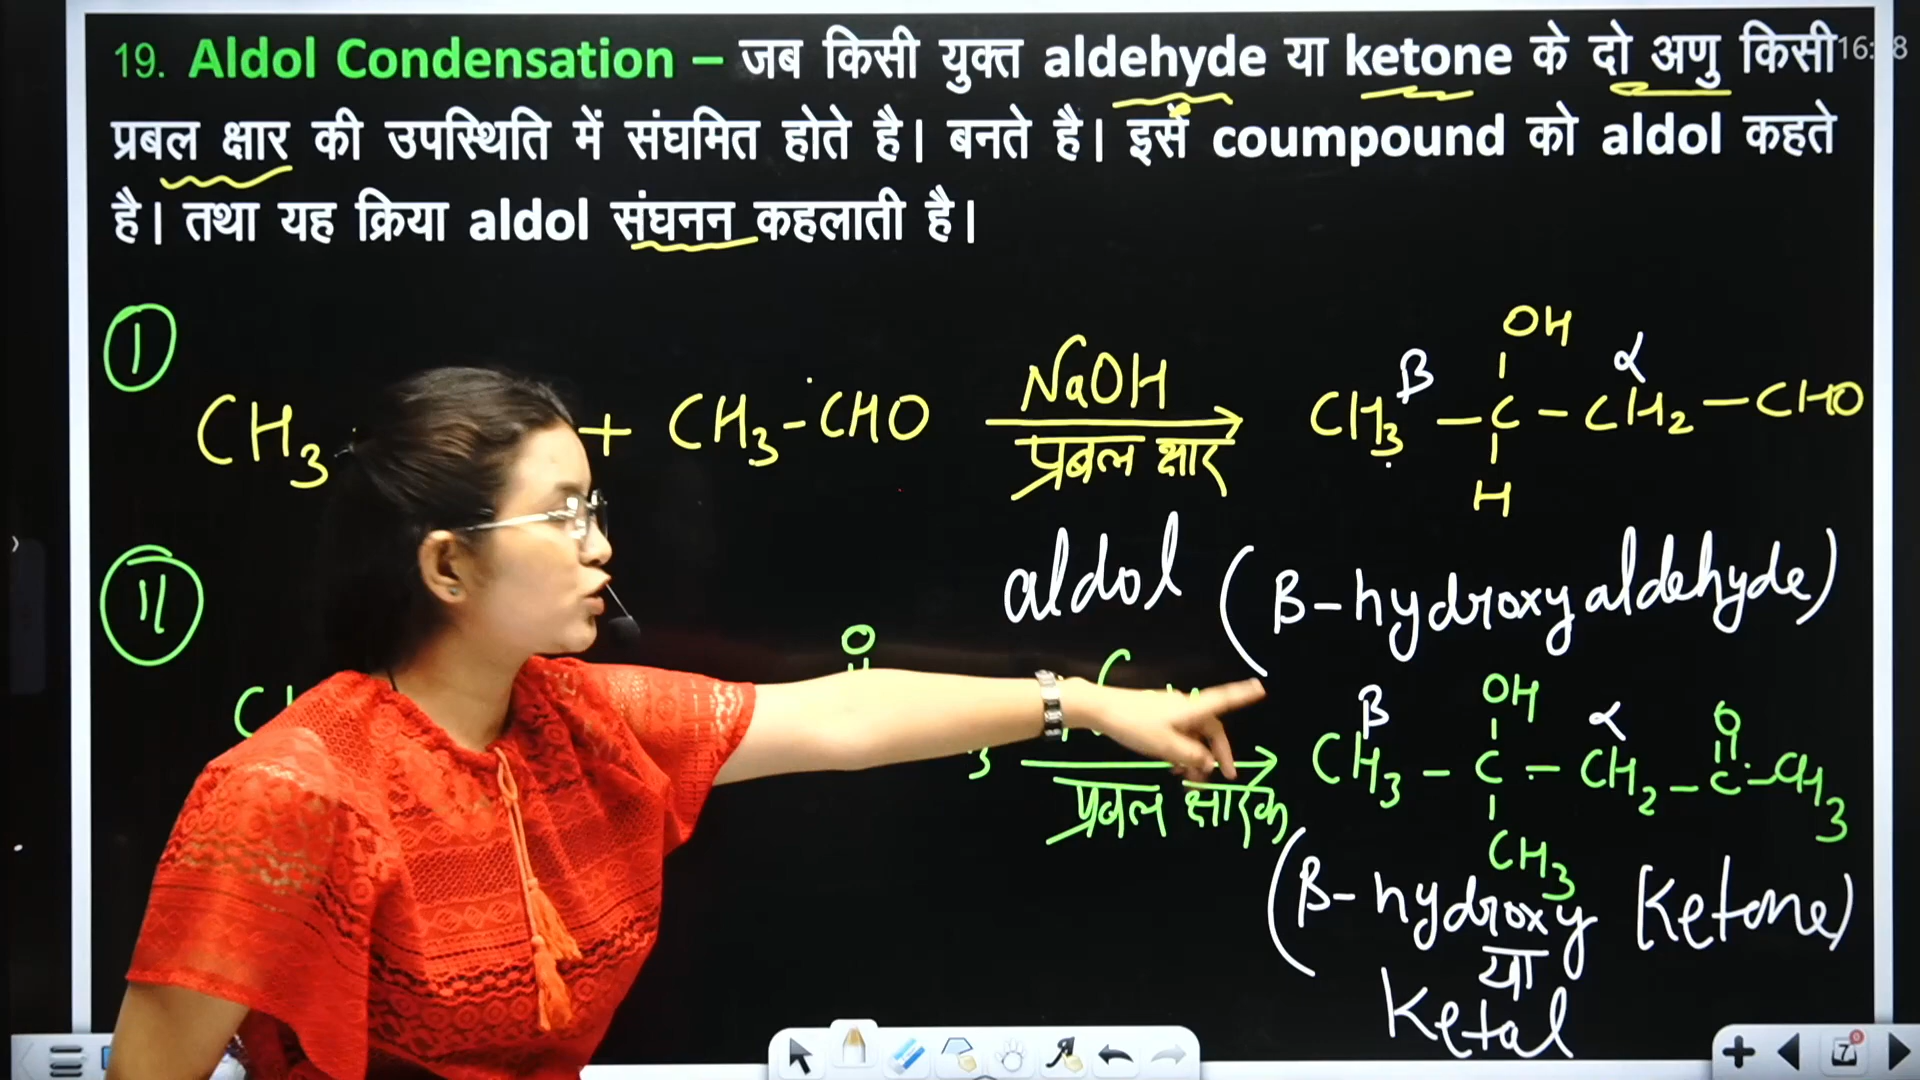 19. Aldol Condensation – जब किसी युक्त aldehyde या ketone के दो अणु किसी
प्रबल क्षार की उपस्थिति में संघमित होते है। बनते है। इसें coumpound को aldol कहते
है। तथा यह क्रिया aldol संघनन कहलाती है।
I
CH3 + CH3-CHO
NaOH
प्रबल क्षार
OH
β α
CH3 – C – CH2 – CHO
H
aldol (β-hydroxyaldehyde)
II
O
प्रबल क्षारक
OH
β α O
CH3 – C – CH2 – C – CH3
CH3
(β-hydroxy Ketone)
या
Ketal
7